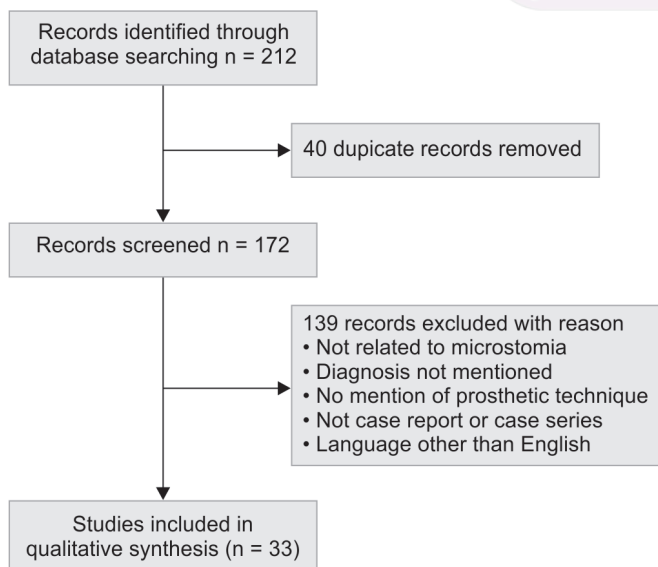 Records identified through
database searching n = 212
40 dupicate records removed
Records screened n = 172
139 records excluded with reason
• Not related to microstomia
• Diagnosis not mentioned
• No mention of prosthetic technique
• Not case report or case series
• Language other than English
Studies included in
qualitative synthesis (n = 33)